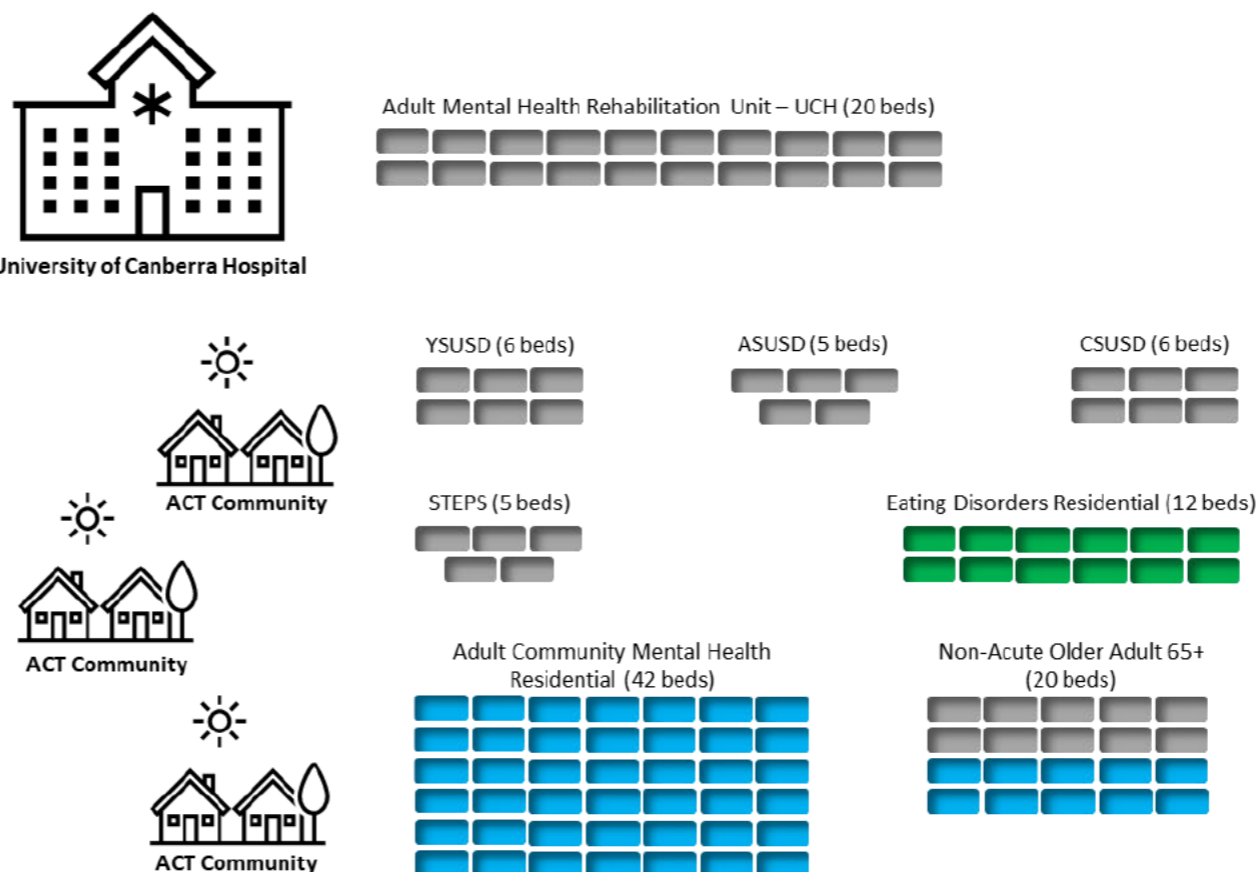 Adult Mental Health Rehabilitation Unit – UCH (20 beds)
University of Canberra Hospital
YSUSD (6 beds)
ASUSD (5 beds)
CSUSD (6 beds)
ACT Community
STEPS (5 beds)
Eating Disorders Residential (12 beds)
ACT Community
Adult Community Mental Health
Residential (42 beds)
Non-Acute Older Adult 65+
(20 beds)
ACT Community